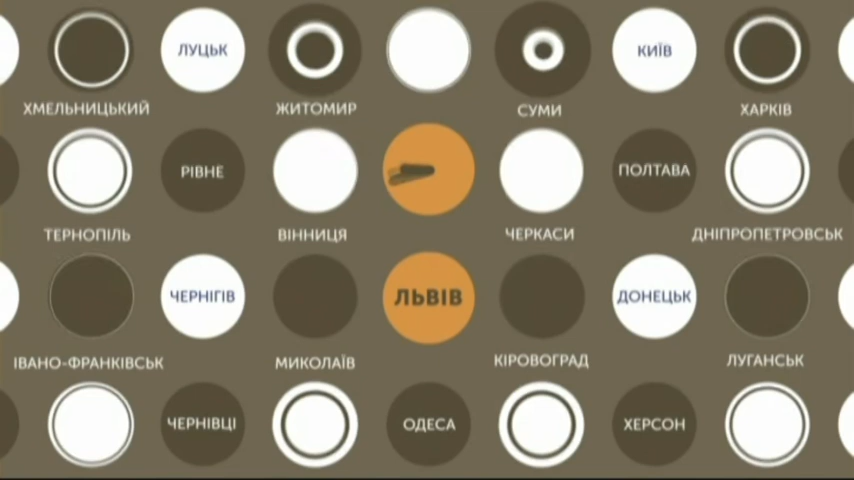 ЛУЦЬК
КИЇВ
ХМЕЛЬНИЦЬКИЙ
ЖИТОМИР
СУМИ
ХАРКІВ
РІВНЕ
ПОЛТАВА
ТЕРНОПІЛЬ
ВІННИЦЯ
ЧЕРКАСИ
ДНІПРОПЕТРОВСЬК
ЧЕРНІГІВ
ЛЬВІВ
ДОНЕЦЬК
ІВАНО-ФРАНКІВСЬК
МИКОЛАЇВ
КІРОВОГРАД
ЛУГАНСЬК
ЧЕРНІВЦІ
ОДЕСА
ХЕРСОН